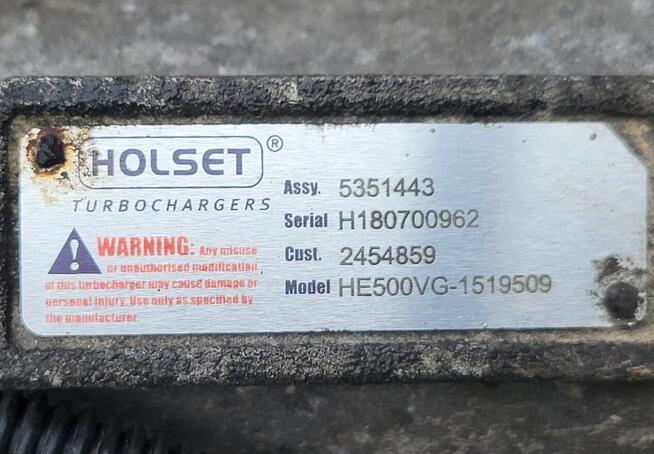 HOLSET®
TURBOCHARGERS
WARNING: Any misuse
or unauthorised modification
of this turbocharger may cause damage or
personal injury. Use only as specified by
the manufacturer.
Assy. 5351443
Serial H180700962
Cust. 2454859
Model HE500VG-1519509